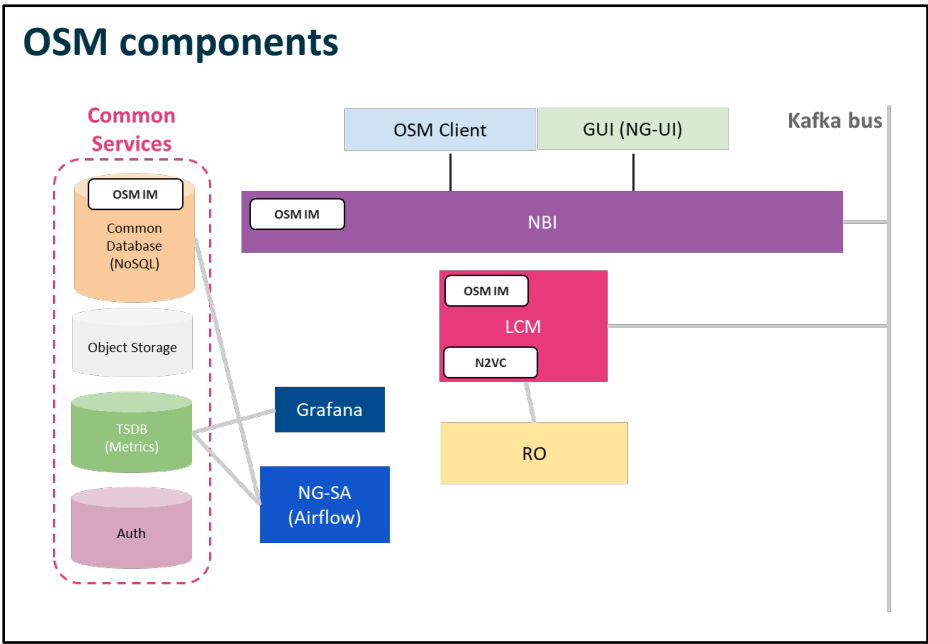 OSM components
Common
Services
OSM IM
Common
Database
(NoSQL)
Object Storage
TSDB
(Metrics)
Auth
OSM Client
GUI (NG-UI)
Kafka bus
OSM IM
NBI
OSM IM
LCM
N2VC
Grafana
RO
NG-SA
(Airflow)